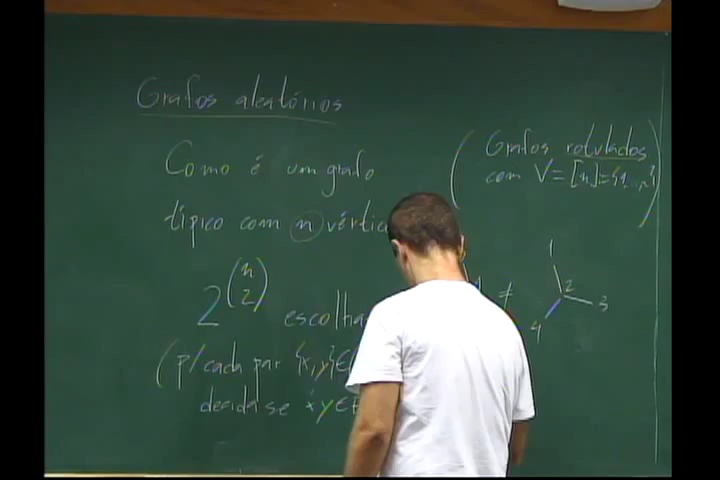 Grafos aleatórios
Como é um grafo
típico com n vértic
2^(n 2) escolha
(p/ cada par {x,y}∈
decida se xy∈E
(Grafos rotulados
com V=[n]={1,...,n})
≠
1
2
3
4